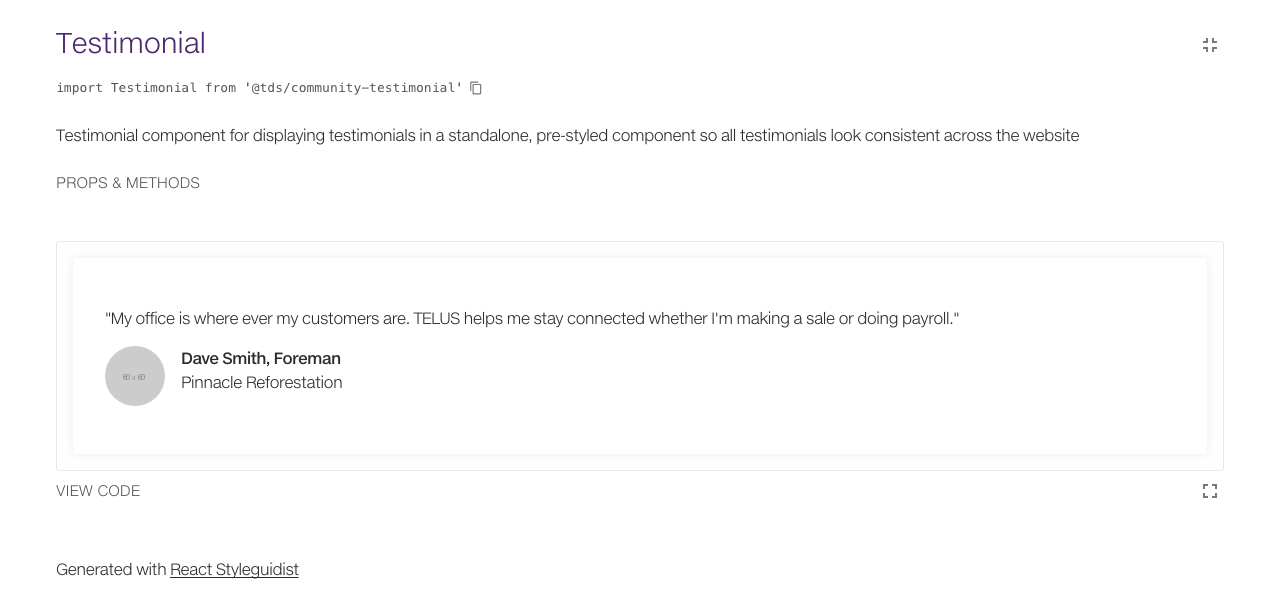 Testimonial
import Testimonial from '@tds/community-testimonial'
Testimonial component for displaying testimonials in a standalone, pre-styled component so all testimonials look consistent across the website
PROPS & METHODS
"My office is where ever my customers are. TELUS helps me stay connected whether I'm making a sale or doing payroll."
60 x 60
Dave Smith, Foreman
Pinnacle Reforestation
VIEW CODE
Generated with React Styleguidist